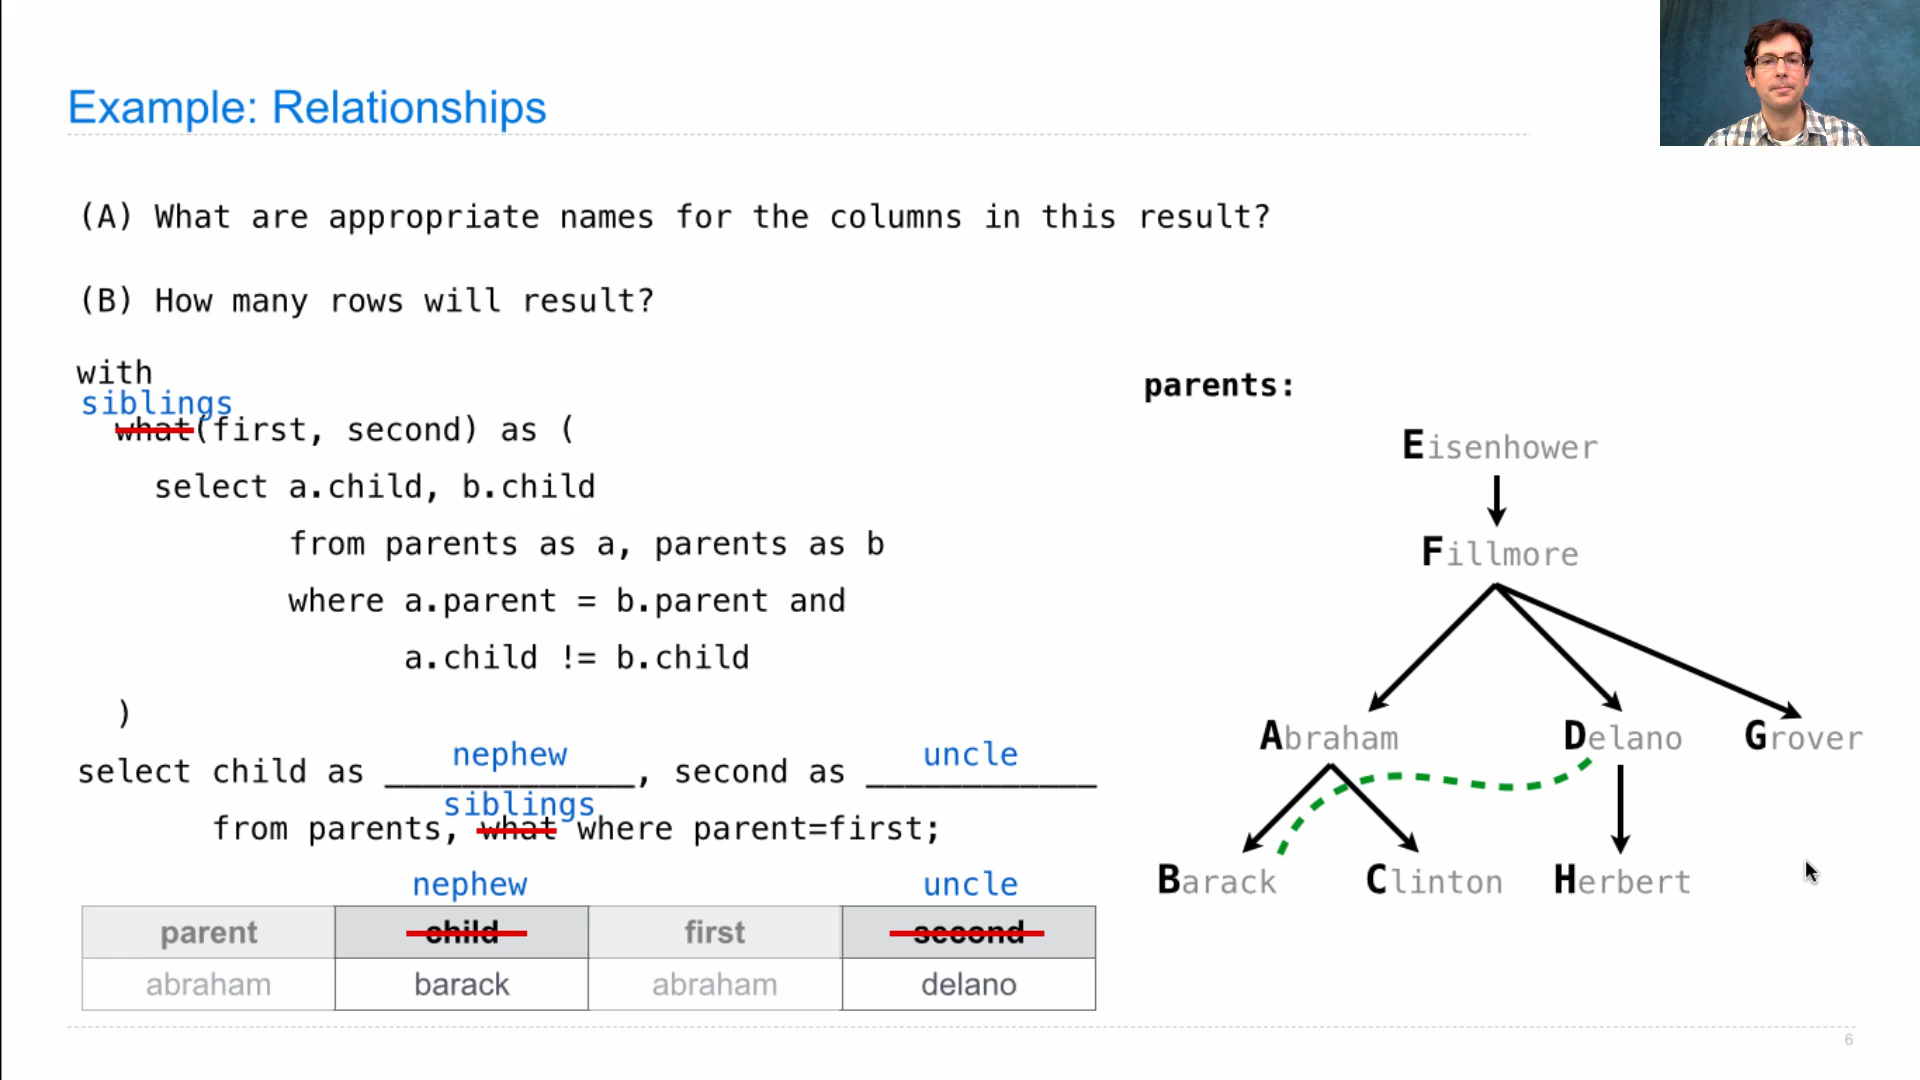 Example: Relationships
(A) What are appropriate names for the columns in this result?
(B) How many rows will result?
with
siblings
what(first, second) as (
select a.child, b.child
from parents as a, parents as b
where a.parent = b.parent and
a.child != b.child
)
nephew uncle
select child as _____________, second as ____________
siblings
from parents, what where parent=first;
nephew uncle
parent child first second
abraham barack abraham delano
parents:
Eisenhower
Fillmore
Abraham Delano Grover
Barack Clinton Herbert
6